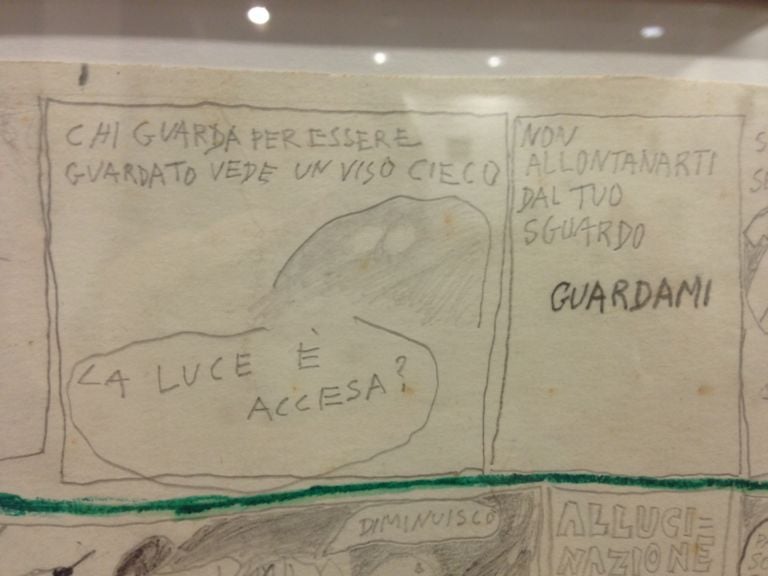 CHI GUARDA PER ESSERE
GUARDATO VEDE UN VISO CIECO
LA LUCE È
ACCESA?
NON
ALLONTANARTI
DAL TUO
SGUARDO
GUARDAMI
DIMINUISCO
ALLUCI=
NAZIONE